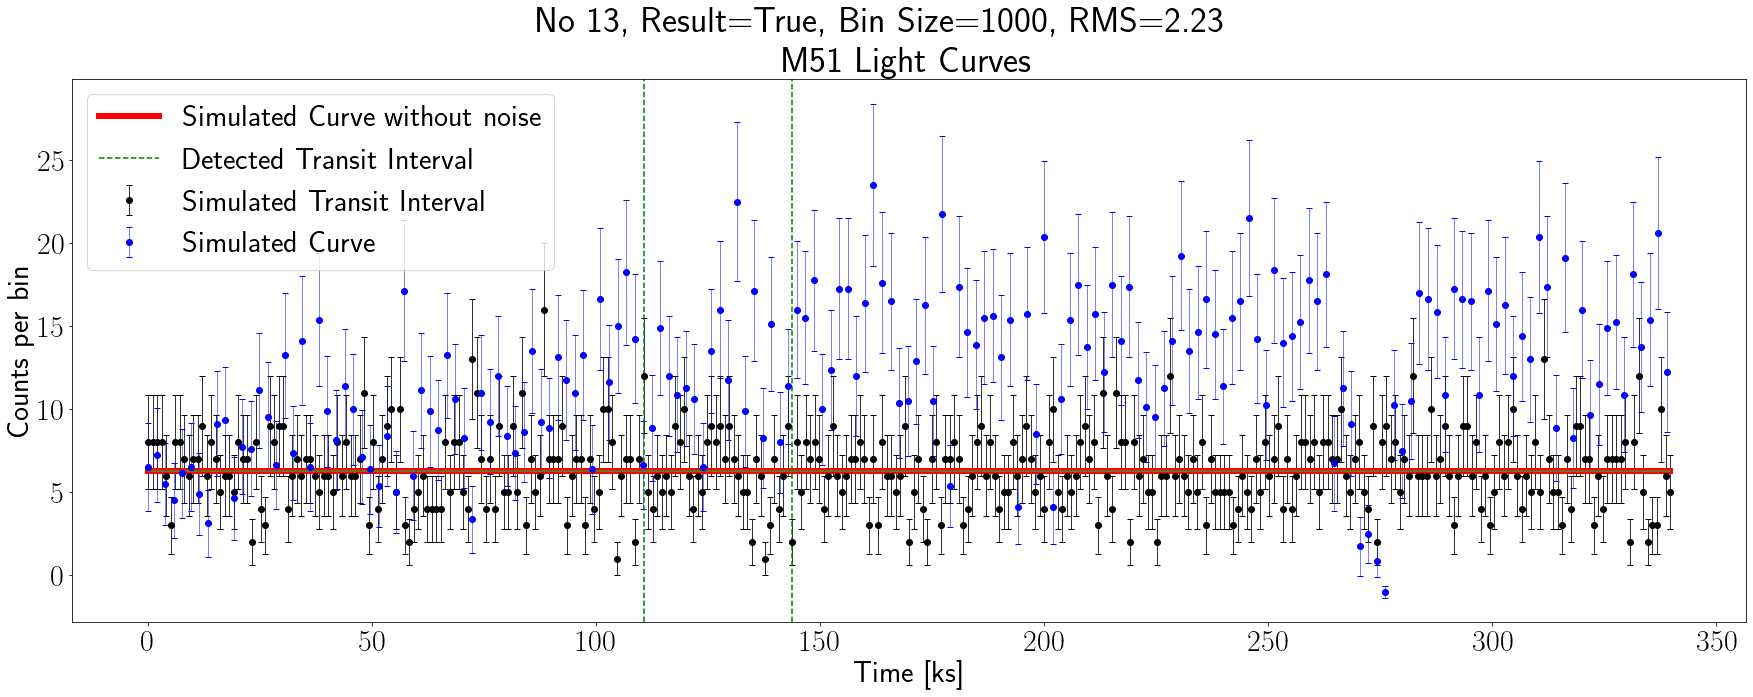 No 13, Result=True, Bin Size=1000, RMS=2.23
M51 Light Curves
Simulated Curve without noise
Detected Transit Interval
Simulated Transit Interval
Simulated Curve
Counts per bin
25
20
15
10
5
0
0 50 100 150 200 250 300 350
Time [ks]